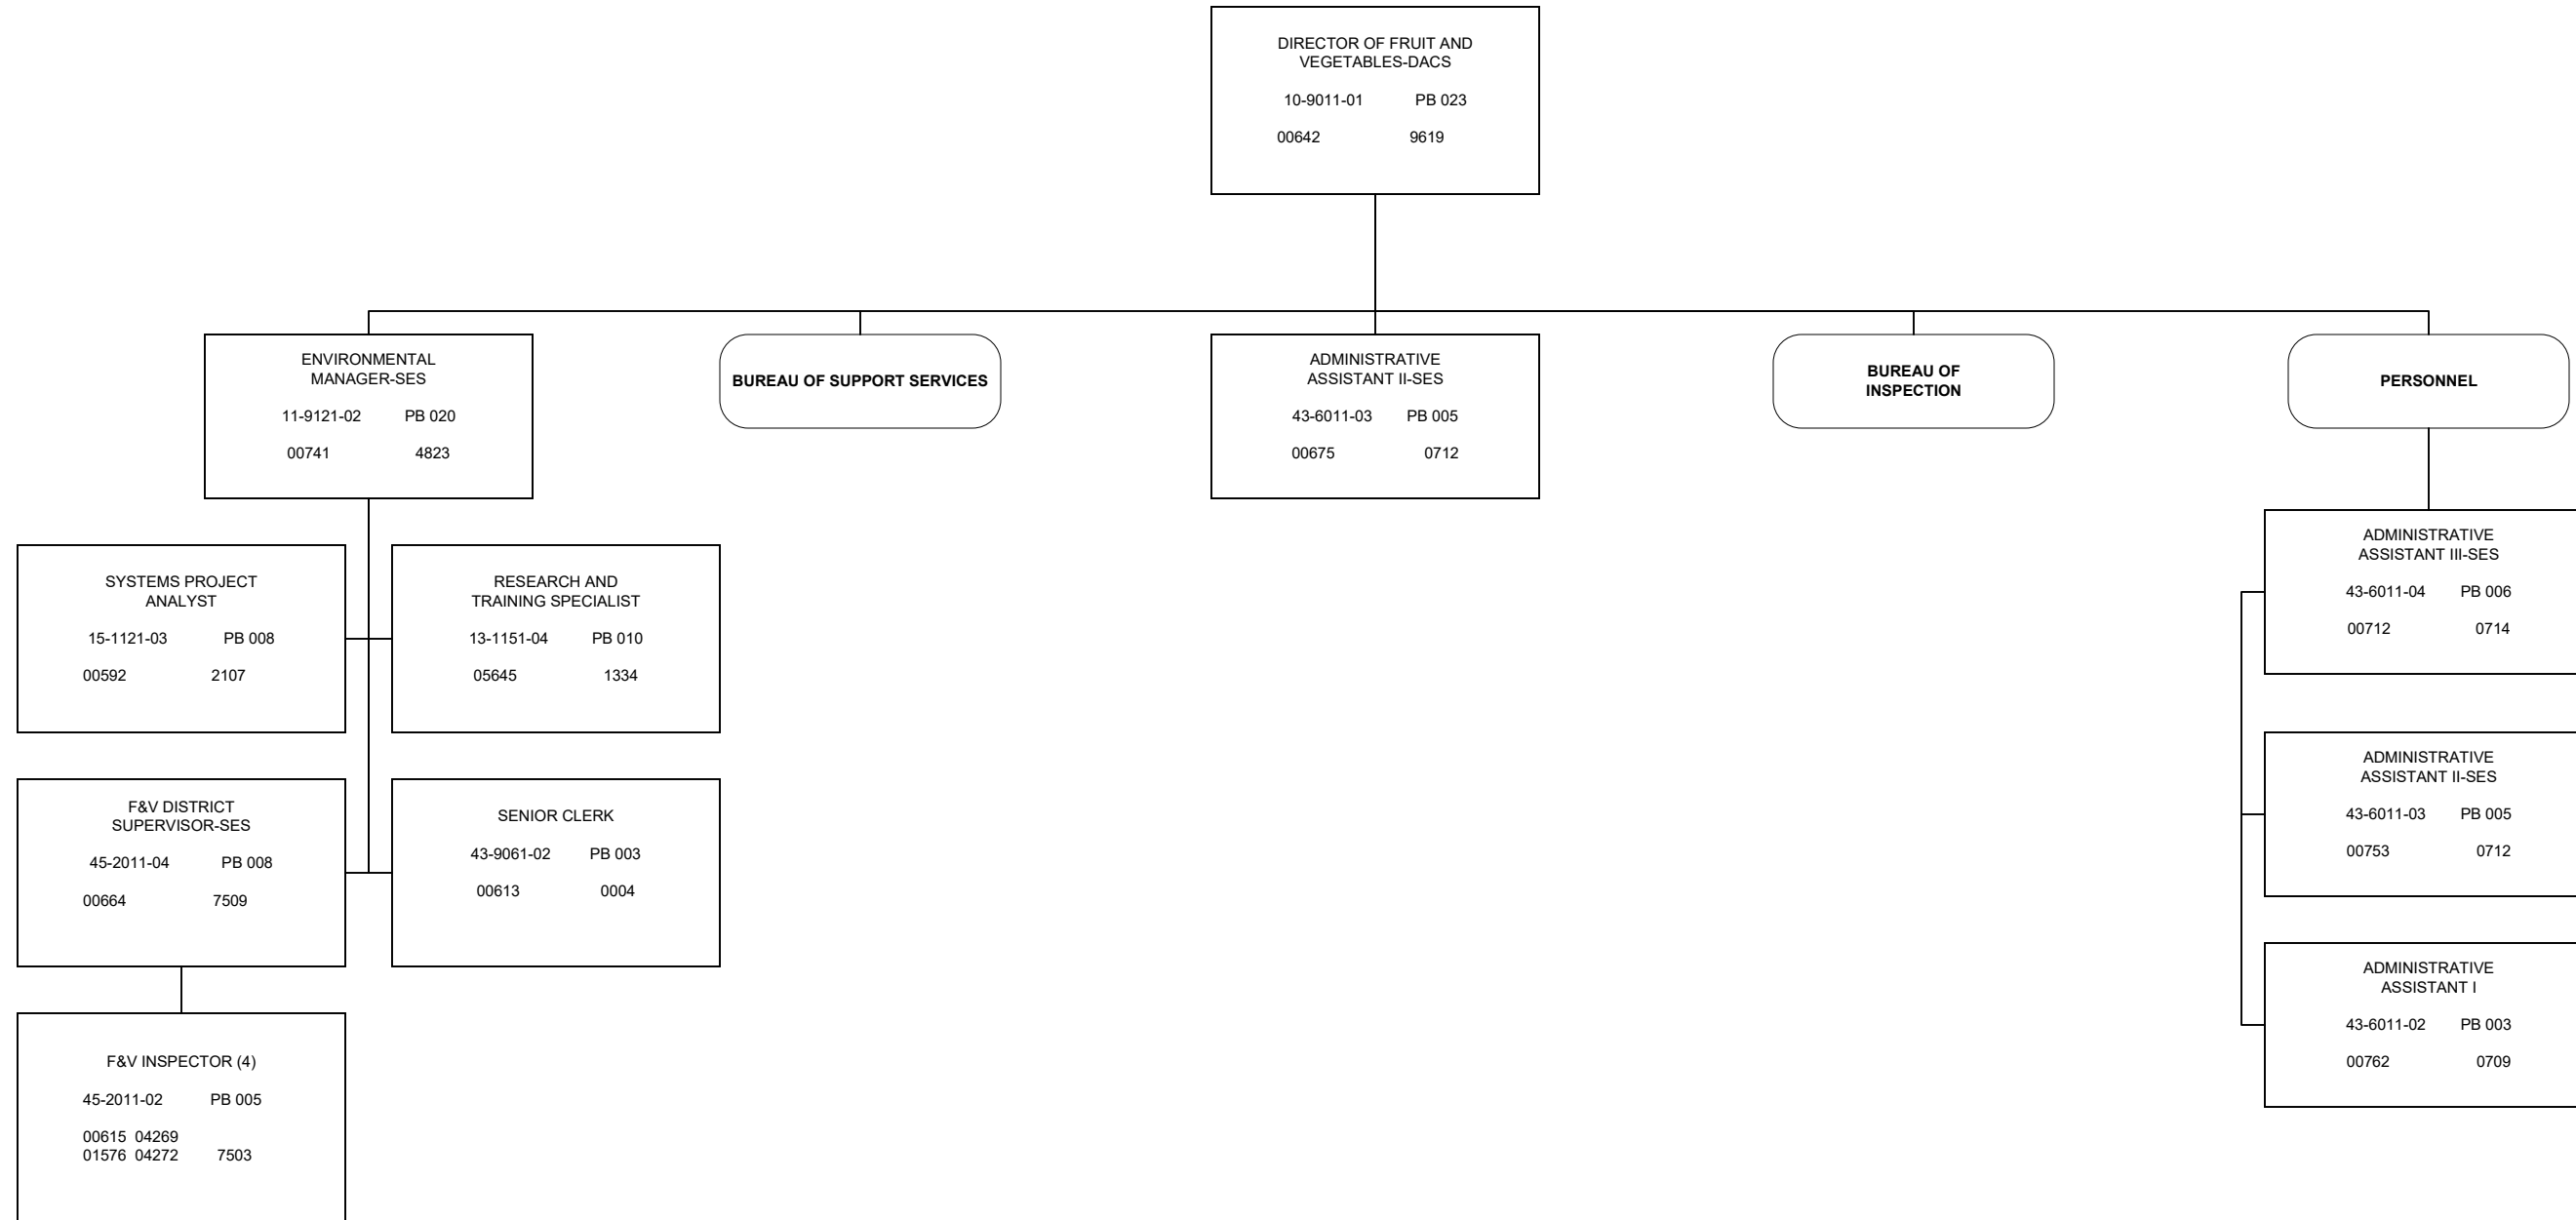 DIRECTOR OF FRUIT AND
VEGETABLES-DACS
10-9011-01 PB 023
00642 9619
ENVIRONMENTAL
MANAGER-SES
11-9121-02 PB 020
00741 4823
BUREAU OF SUPPORT SERVICES
ADMINISTRATIVE
ASSISTANT II-SES
43-6011-03 PB 005
00675 0712
BUREAU OF
INSPECTION
PERSONNEL
SYSTEMS PROJECT
ANALYST
15-1121-03 PB 008
00592 2107
RESEARCH AND
TRAINING SPECIALIST
13-1151-04 PB 010
05645 1334
ADMINISTRATIVE
ASSISTANT III-SES
43-6011-04 PB 006
00712 0714
F&V DISTRICT
SUPERVISOR-SES
45-2011-04 PB 008
00664 7509
SENIOR CLERK
43-9061-02 PB 003
00613 0004
ADMINISTRATIVE
ASSISTANT II-SES
43-6011-03 PB 005
00753 0712
F&V INSPECTOR (4)
45-2011-02 PB 005
00615 04269
01576 04272 7503
ADMINISTRATIVE
ASSISTANT I
43-6011-02 PB 003
00762 0709